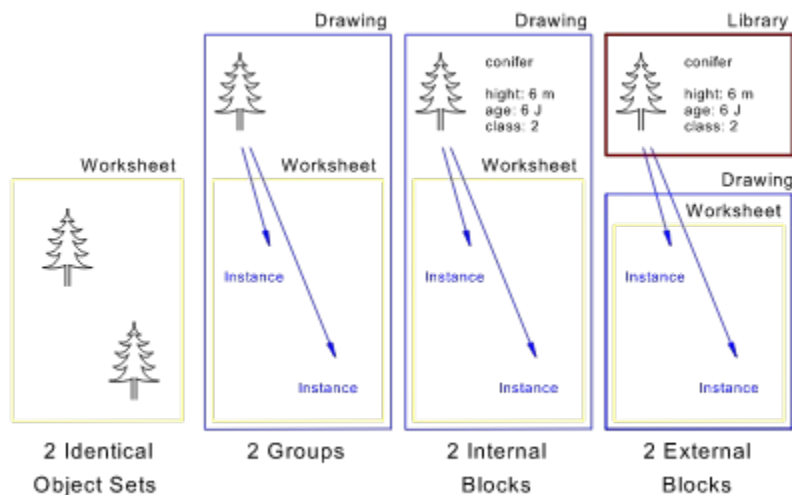 Worksheet
2 Identical
Object Sets
Drawing
Worksheet
Instance
Instance
2 Groups
Drawing
conifer
hight: 6 m
age: 6 J
class: 2
Worksheet
Instance
Instance
2 Internal
Blocks
Library
conifer
hight: 6 m
age: 6 J
class: 2
Drawing
Worksheet
Instance
Instance
2 External
Blocks